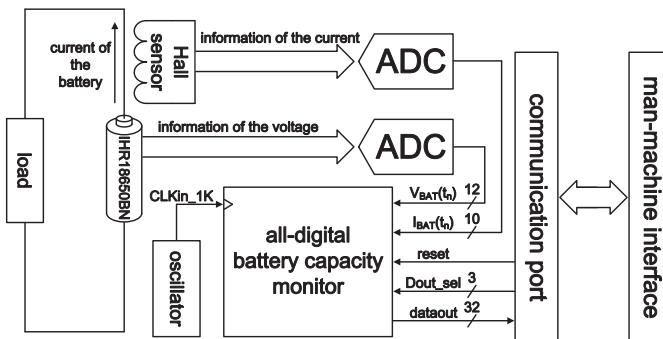 current of
the
battery
Hall
sensor
information of the current
ADC
load
IHR18650BN
information of the voltage
ADC
CLKin_1K
oscillator
all-digital
battery capacity
monitor
VBAT(tn) 12
IBAT(tn) 10
reset
Dout_sel 3
dataout 32
communication port
man-machine interface